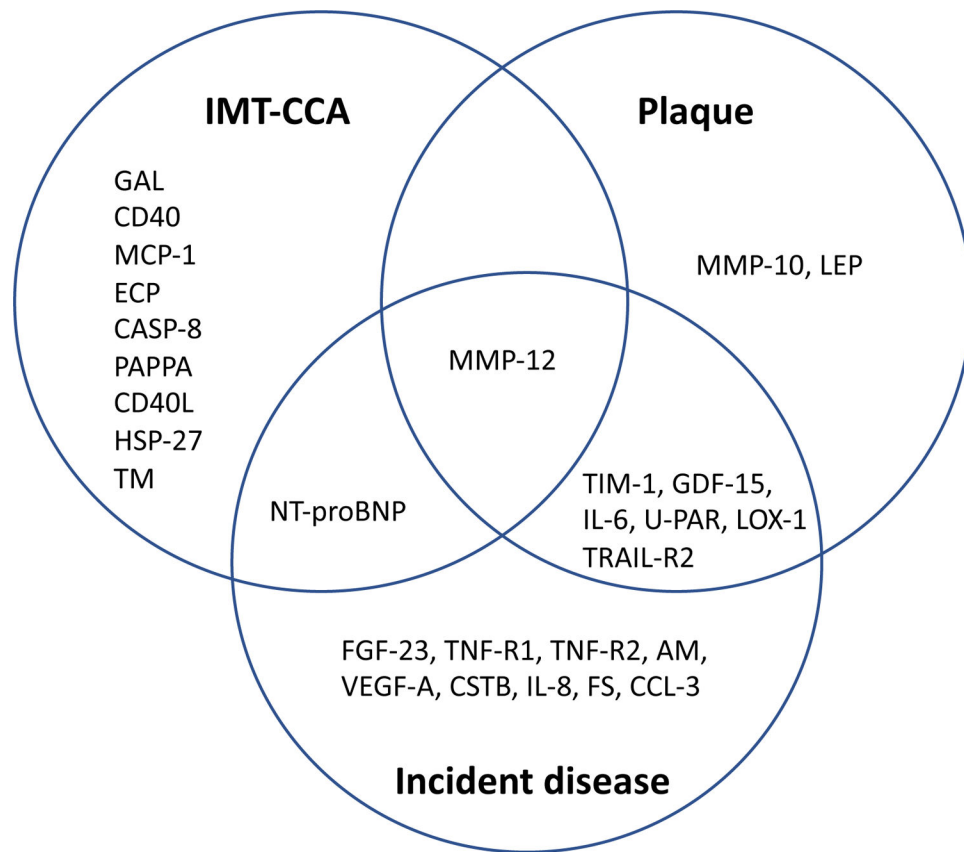 IMT-CCA
Plaque
GAL
CD40
MCP-1
ECP
CASP-8
PAPPA
CD40L
HSP-27
TM
MMP-10, LEP
MMP-12
NT-proBNP
TIM-1, GDF-15,
IL-6, U-PAR, LOX-1
TRAIL-R2
FGF-23, TNF-R1, TNF-R2, AM,
VEGF-A, CSTB, IL-8, FS, CCL-3
Incident disease